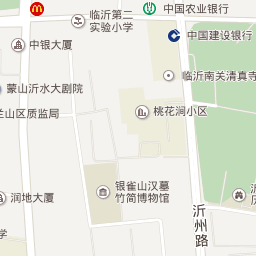 临沂第二
实验小学
中国农业银行
中国建设银行
中银大厦
临沂南关清真寺
蒙山沂水大剧院
兰山区质监局
桃花涧小区
银雀山汉墓
竹简博物馆
润地大厦
沂州路